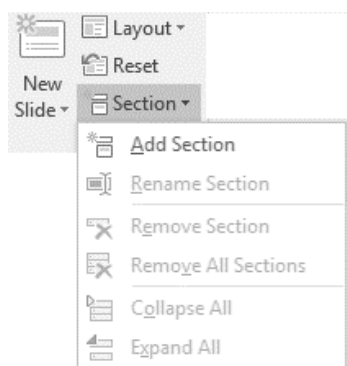 New
Slide
Layout
Reset
Section
Add Section
Rename Section
Remove Section
Remove All Sections
Collapse All
Expand All